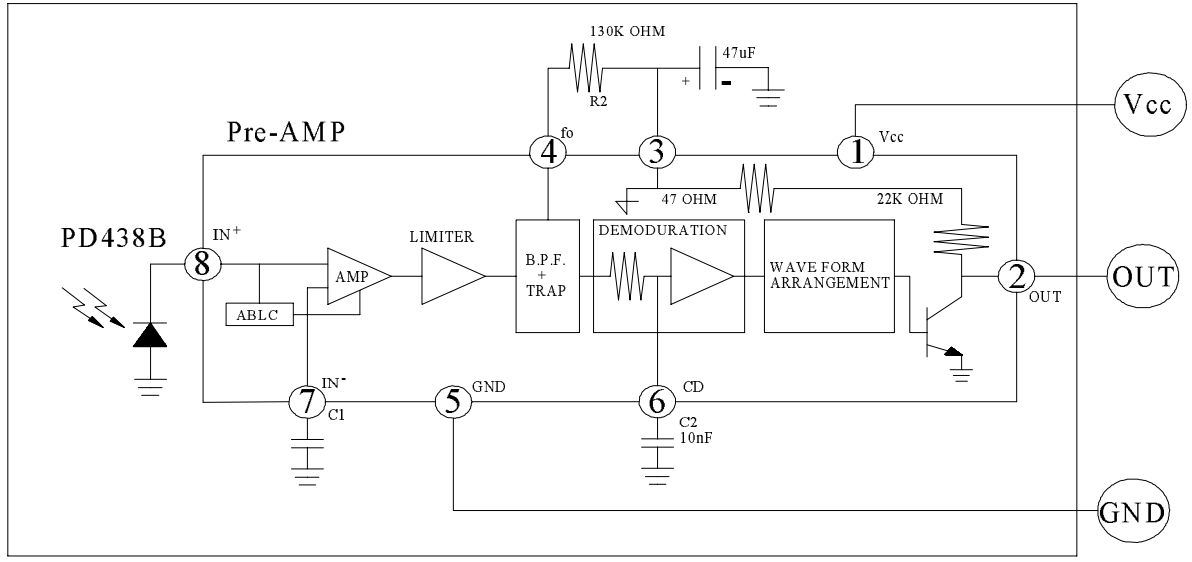 130K OHM
47uF
+
-
R2
Vcc
Pre-AMP
fo
4
3
1
Vcc
47 OHM
22K OHM
PD438B
IN+
LIMITER
DEMODURATION
8
AMP
B.P.F.
+
TRAP
WAVE FORM
ARRANGEMENT
2
OUT
OUT
ABLC
7
IN-
C1
5
GND
6
CD
C2
10nF
GND